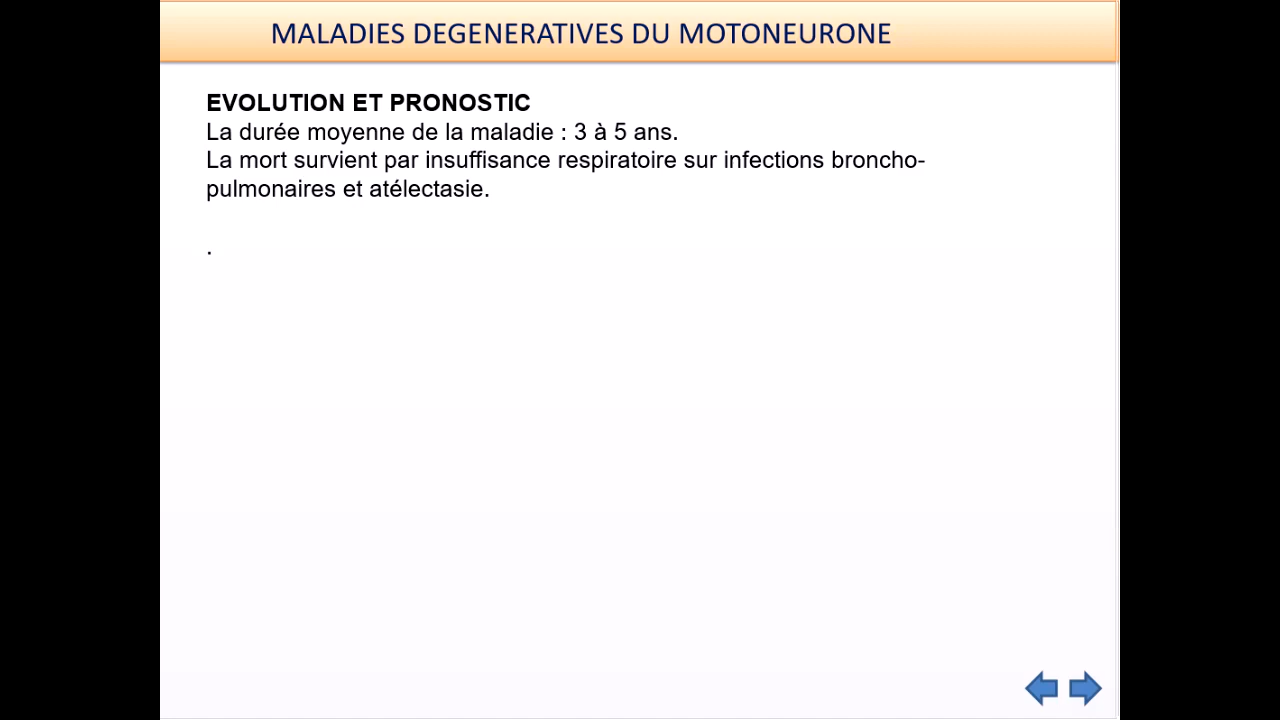 MALADIES DEGENERATIVES DU MOTONEURONE
EVOLUTION ET PRONOSTIC
La durée moyenne de la maladie : 3 à 5 ans.
La mort survient par insuffisance respiratoire sur infections broncho-
pulmonaires et atélectasie.
.